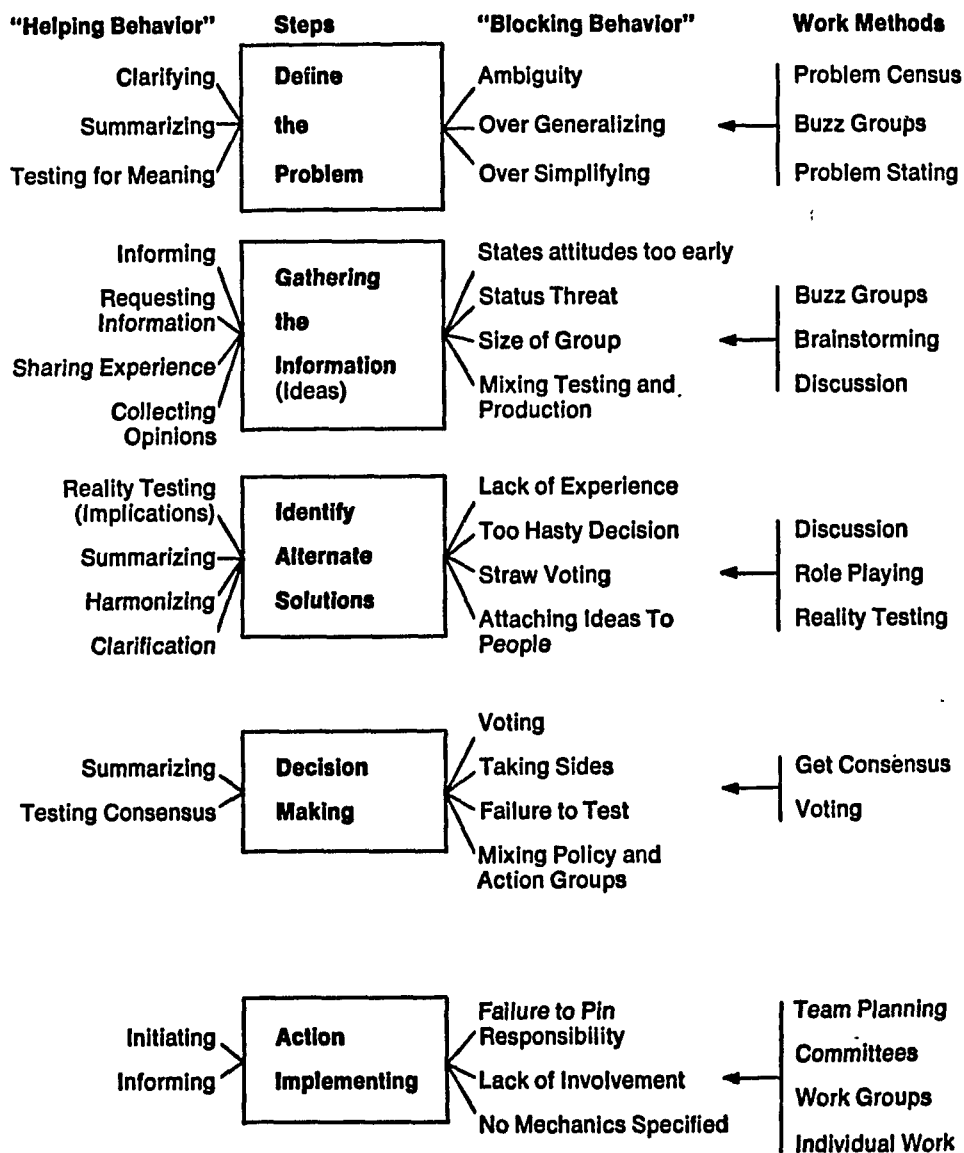 "Helping Behavior"
Steps
"Blocking Behavior"
Work Methods
Clarifying
Summarizing
Testing for Meaning
Define
the
Problem
Ambiguity
Over Generalizing
Over Simplifying
Problem Census
Buzz Groups
Problem Stating
Informing
Requesting
Information
Sharing Experience
Collecting
Opinions
Gathering
the
Information
(Ideas)
States attitudes too early
Status Threat
Size of Group
Mixing Testing and
Production
Buzz Groups
Brainstorming
Discussion
Reality Testing
(Implications)
Summarizing
Harmonizing
Clarification
Identify
Alternate
Solutions
Lack of Experience
Too Hasty Decision
Straw Voting
Attaching Ideas To
People
Discussion
Role Playing
Reality Testing
Summarizing
Testing Consensus
Decision
Making
Voting
Taking Sides
Failure to Test
Mixing Policy and
Action Groups
Get Consensus
Voting
Initiating
Informing
Action
Implementing
Failure to Pin
Responsibility
Lack of Involvement
No Mechanics Specified
Team Planning
Committees
Work Groups
Individual Work